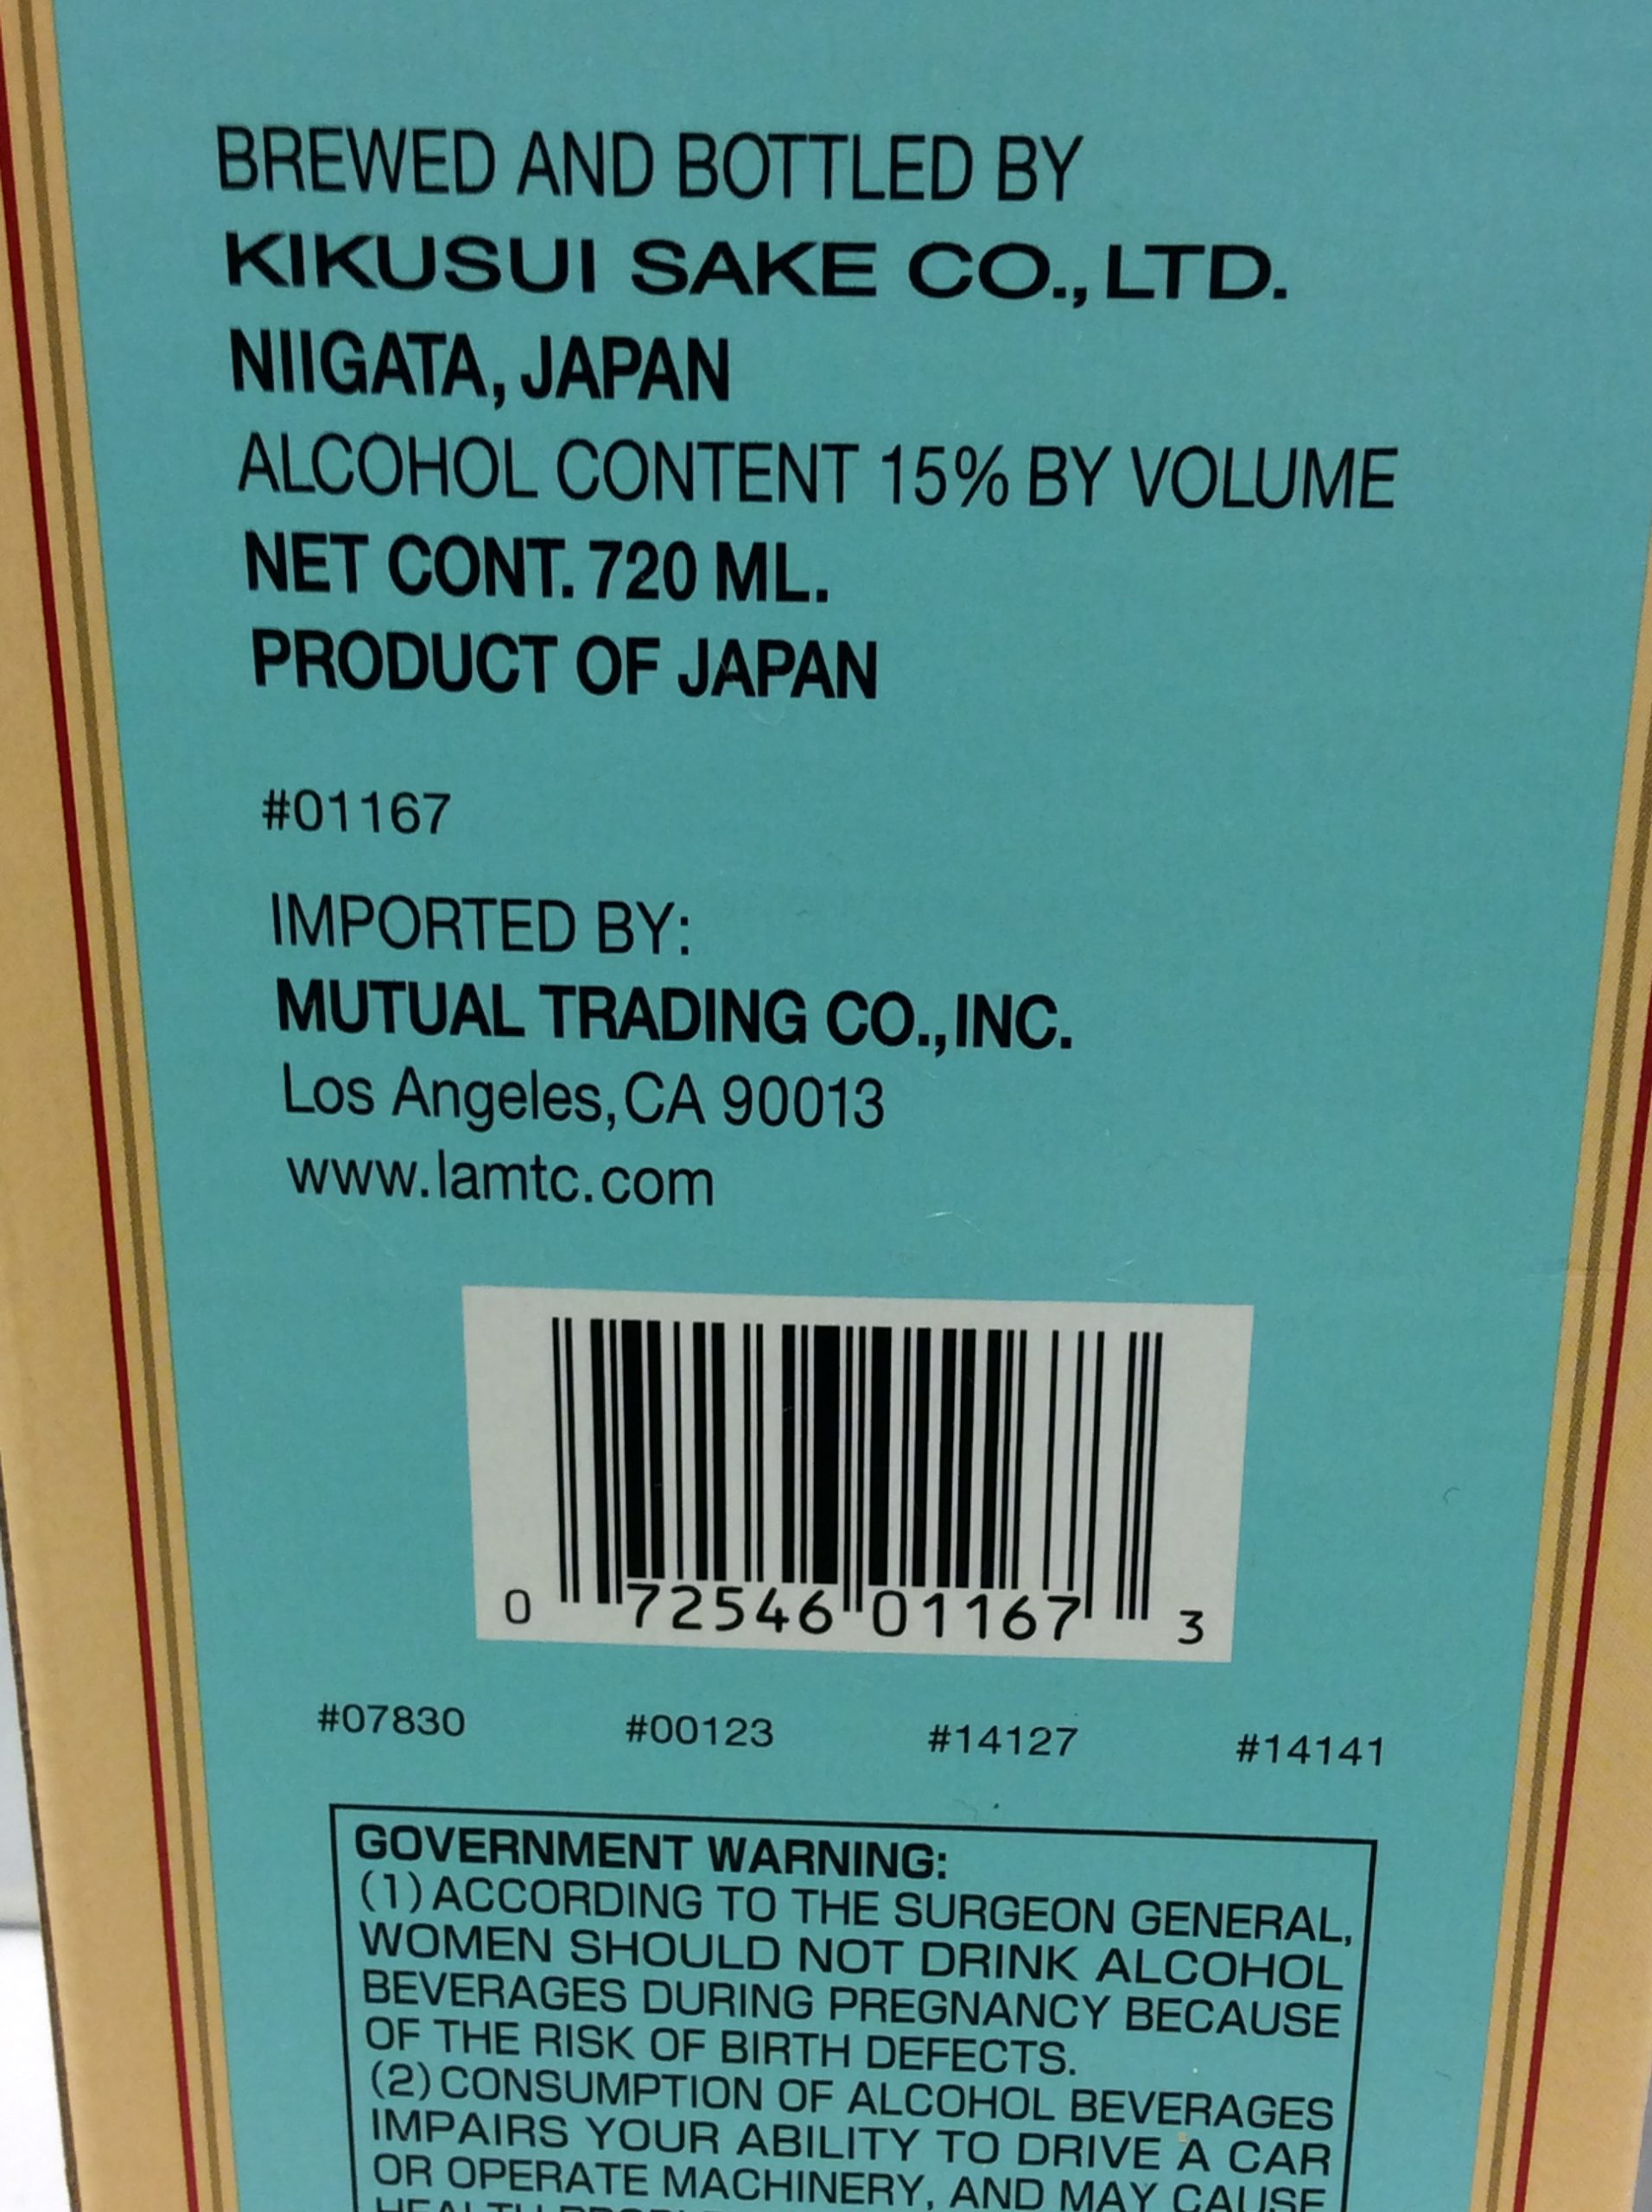 BREWED AND BOTTLED BY
KIKUSUI SAKE CO., LTD.
NIIGATA, JAPAN
ALCOHOL CONTENT 15% BY VOLUME
NET CONT. 720 ML.
PRODUCT OF JAPAN
#01167
IMPORTED BY:
MUTUAL TRADING CO., INC.
Los Angeles, CA 90013
www.lamtc.com
0 72546 01167 3
#07830 #00123 #14127 #14141
GOVERNMENT WARNING:
(1) ACCORDING TO THE SURGEON GENERAL,
WOMEN SHOULD NOT DRINK ALCOHOL
BEVERAGES DURING PREGNANCY BECAUSE
OF THE RISK OF BIRTH DEFECTS.
(2) CONSUMPTION OF ALCOHOL BEVERAGES
IMPAIRS YOUR ABILITY TO DRIVE A CAR
OR OPERATE MACHINERY, AND MAY CAUSE